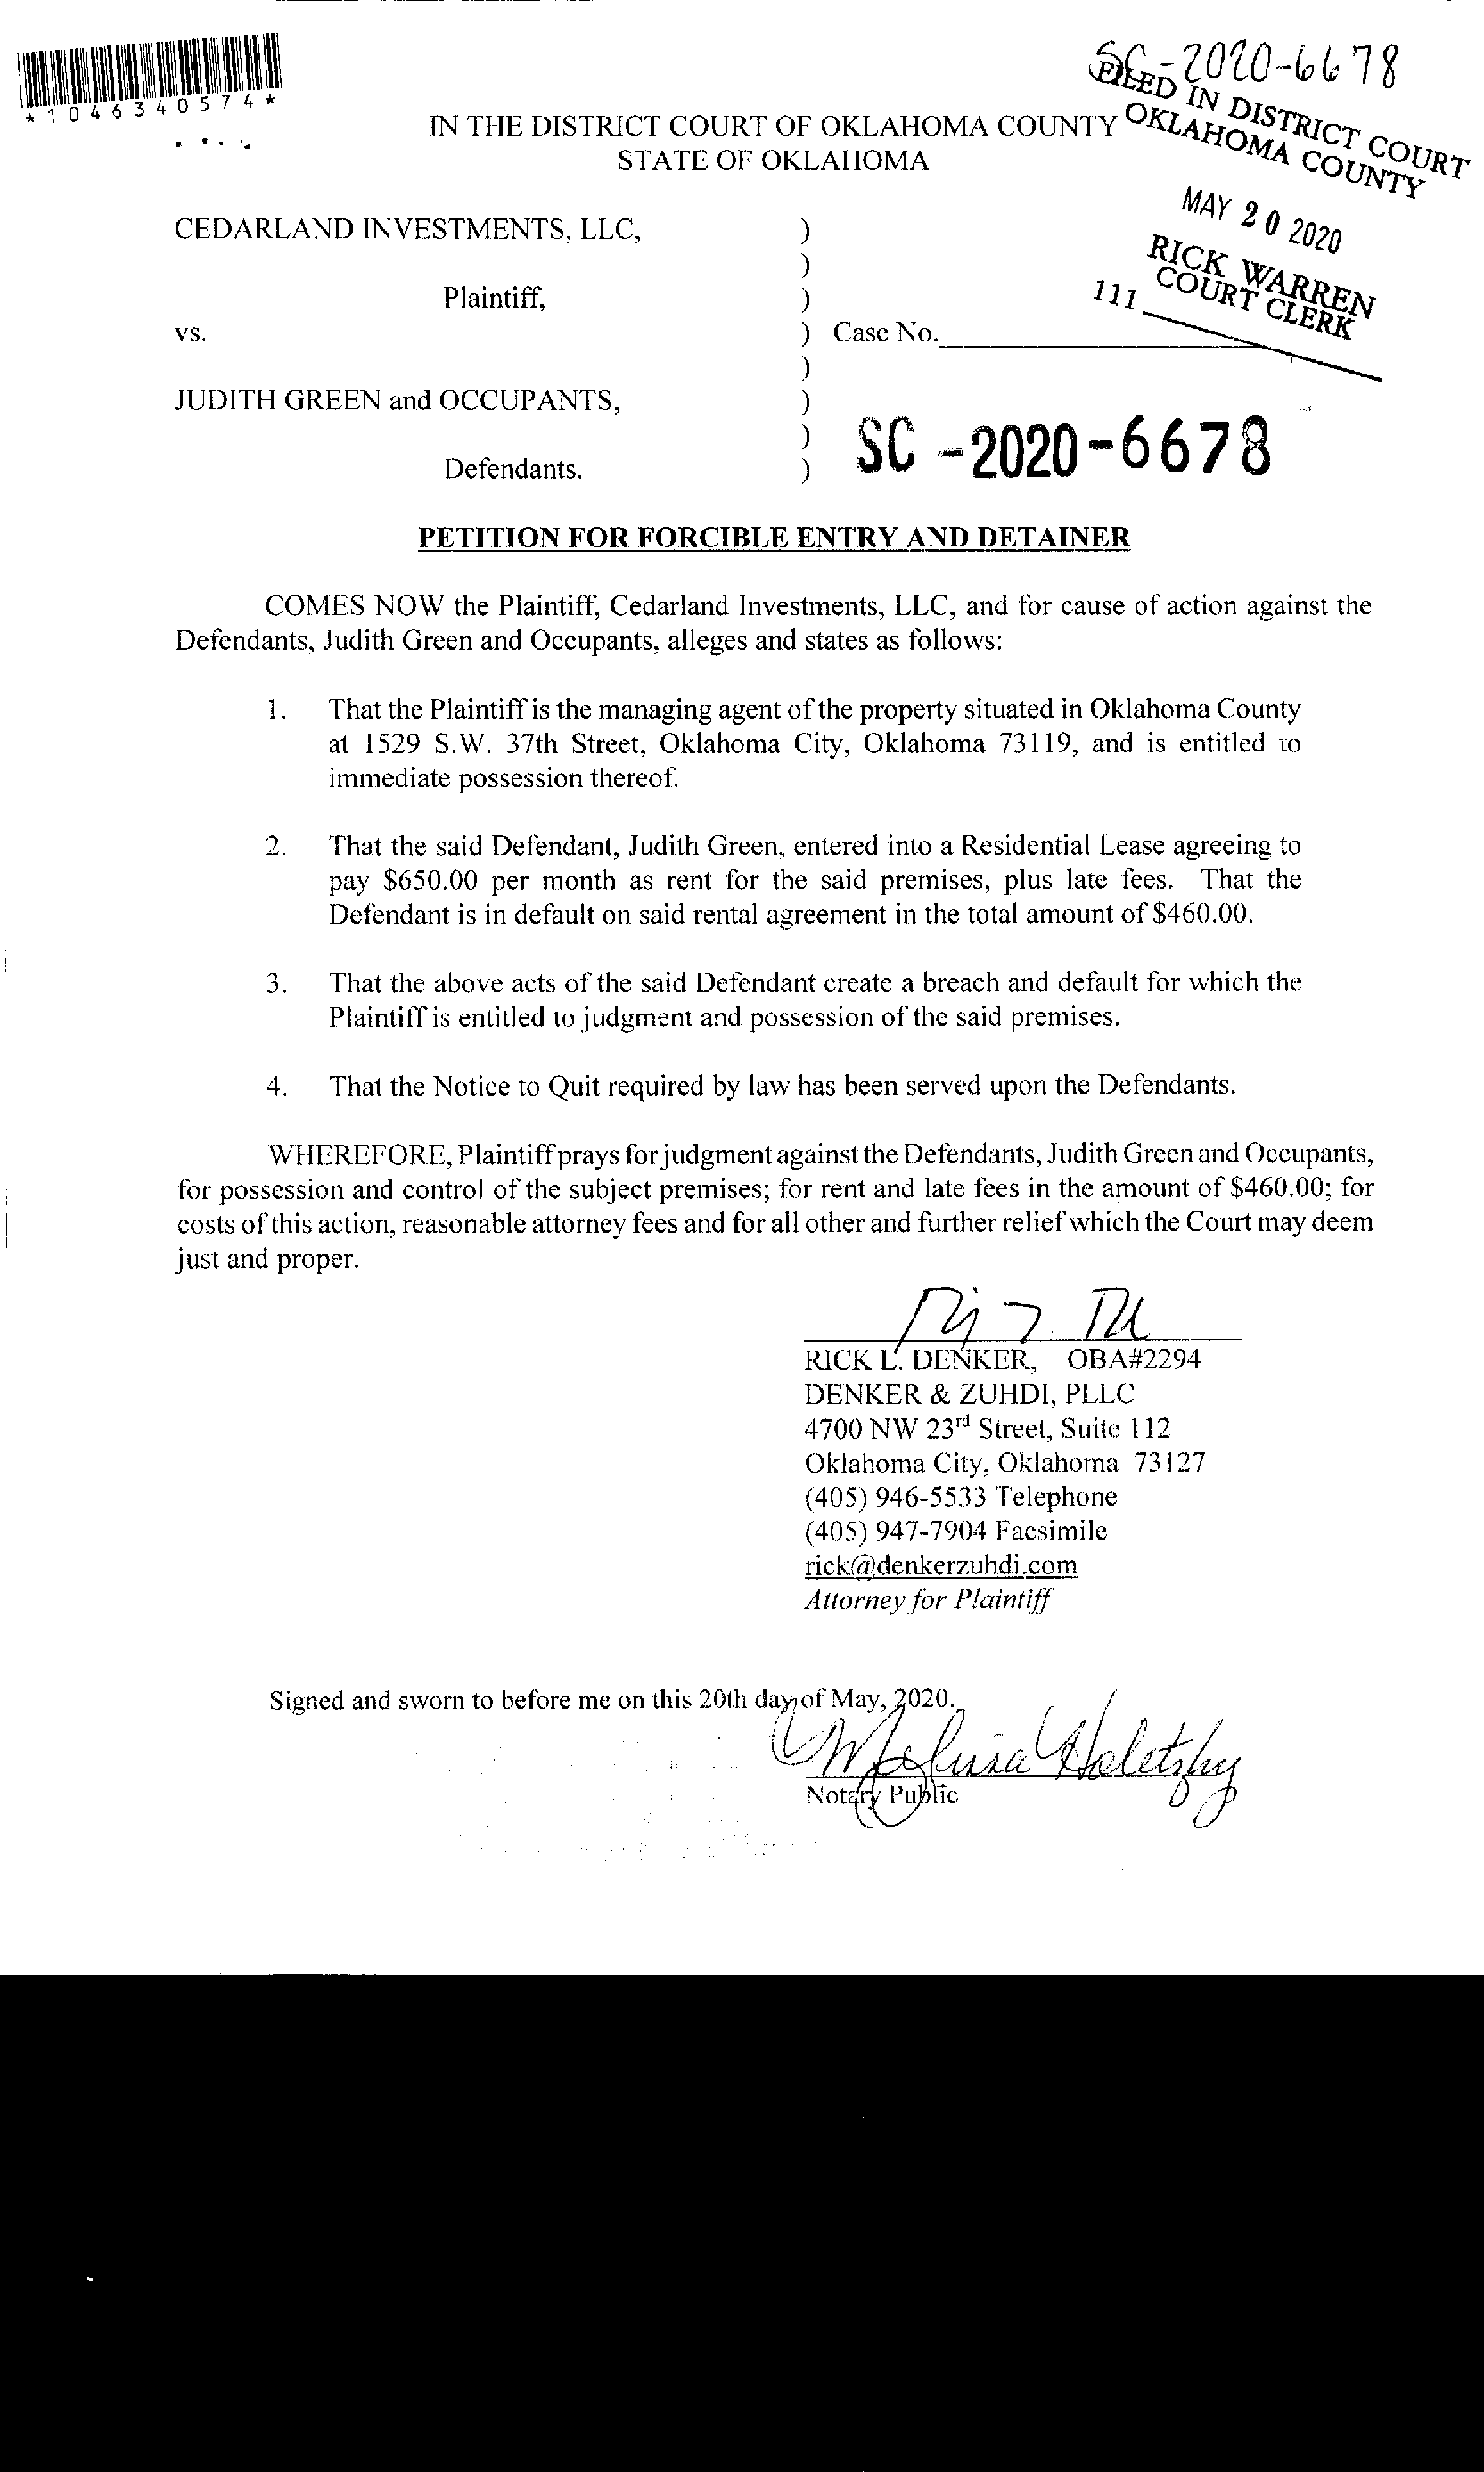 SC-2020-6678
*1046340574*
FILED IN DISTRICT COURT
OKLAHOMA COUNTY
IN THE DISTRICT COURT OF OKLAHOMA COUNTY
STATE OF OKLAHOMA
MAY 20 2020
RICK WARREN
COURT CLERK
111
CEDARLAND INVESTMENTS, LLC, )
)
Plaintiff, )
vs. ) Case No.
)
JUDITH GREEN and OCCUPANTS, )
) SC-2020-6678
Defendants. )
PETITION FOR FORCIBLE ENTRY AND DETAINER
COMES NOW the Plaintiff, Cedarland Investments, LLC, and for cause of action against the
Defendants, Judith Green and Occupants, alleges and states as follows:
1. That the Plaintiff is the managing agent of the property situated in Oklahoma County
at 1529 S.W. 37th Street, Oklahoma City, Oklahoma 73119, and is entitled to
immediate possession thereof.
2. That the said Defendant, Judith Green, entered into a Residential Lease agreeing to
pay $650.00 per month as rent for the said premises, plus late fees. That the
Defendant is in default on said rental agreement in the total amount of $460.00.
3. That the above acts of the said Defendant create a breach and default for which the
Plaintiff is entitled to judgment and possession of the said premises.
4. That the Notice to Quit required by law has been served upon the Defendants.
WHEREFORE, Plaintiff prays for judgment against the Defendants, Judith Green and Occupants,
for possession and control of the subject premises; for rent and late fees in the amount of $460.00; for
costs of this action, reasonable attorney fees and for all other and further relief which the Court may deem
just and proper.
RICK L. DENKER, OBA#2294
DENKER & ZUHDI, PLLC
4700 NW 23rd Street, Suite 112
Oklahoma City, Oklahoma 73127
(405) 946-5533 Telephone
(405) 947-7904 Facsimile
rick@denkerzuhdi.com
Attorney for Plaintiff
Signed and sworn to before me on this 20th day of May, 2020.
Notary Public